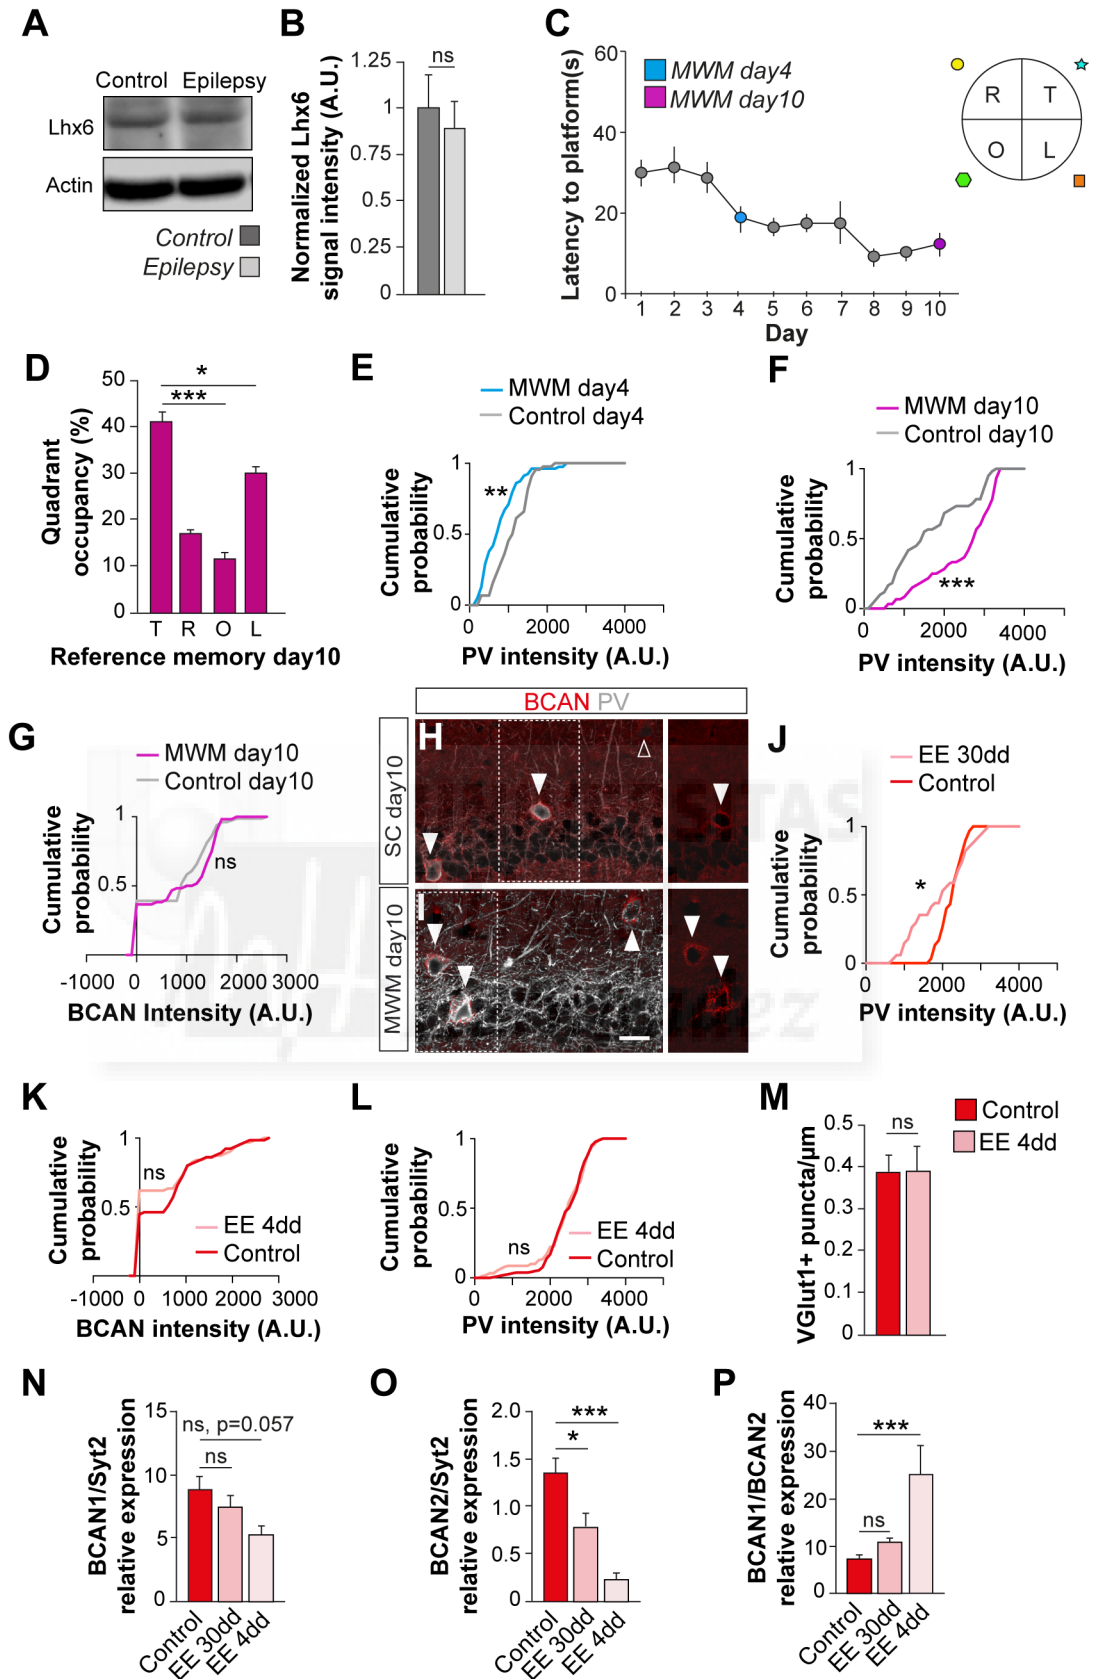 A
Control Epilepsy
Lhx6
Actin
Control
Epilepsy
B
Normalized Lhx6
signal intensity (A.U.)
1.25
1
0.75
0.5
0.25
0
ns
C
Latency to platform(s)
60
40
20
0
MWM day4
MWM day10
1 2 3 4 5 6 7 8 9 10
Day
R T
O L
D
Quadrant
occupancy (%)
50
40
30
20
10
0
*
***
T R O L
Reference memory day10
E
MWM day4
Control day4
Cumulative
probability
1
0.5
0
**
0 2000 4000
PV intensity (A.U.)
F
MWM day10
Control day10
Cumulative
probability
1
0.5
0
***
0 2000 4000
PV intensity (A.U.)
G
MWM day10
Control day10
Cumulative
probability
1
0.5
ns
-1000 0 1000 2000 3000
BCAN Intensity (A.U.)
BCAN PV
H
SC day10
I
MWM day10
J
EE 30dd
Control
Cumulative
probability
1
0.5
0
*
0 2000 4000
PV intensity (A.U.)
K
Cumulative
probability
1
0.5
ns
EE 4dd
Control
-1000 0 1000 2000 3000
BCAN intensity (A.U.)
L
Cumulative
probability
1
0.5
0
ns
EE 4dd
Control
0 2000 4000
PV intensity (A.U.)
M
VGlut1+ puncta/µm
0.5
0.4
0.3
0.2
0.1
0
ns
Control
EE 4dd
N
BCAN1/Syt2
relative expression
15
10
5
0
ns, p=0.057
ns
Control
EE 30dd
EE 4dd
O
BCAN2/Syt2
relative expression
2.0
1.5
1.0
0.5
0
***
*
Control
EE 30dd
EE 4dd
P
BCAN1/BCAN2
relative expression
40
30
20
10
0
***
ns
Control
EE 30dd
EE 4dd